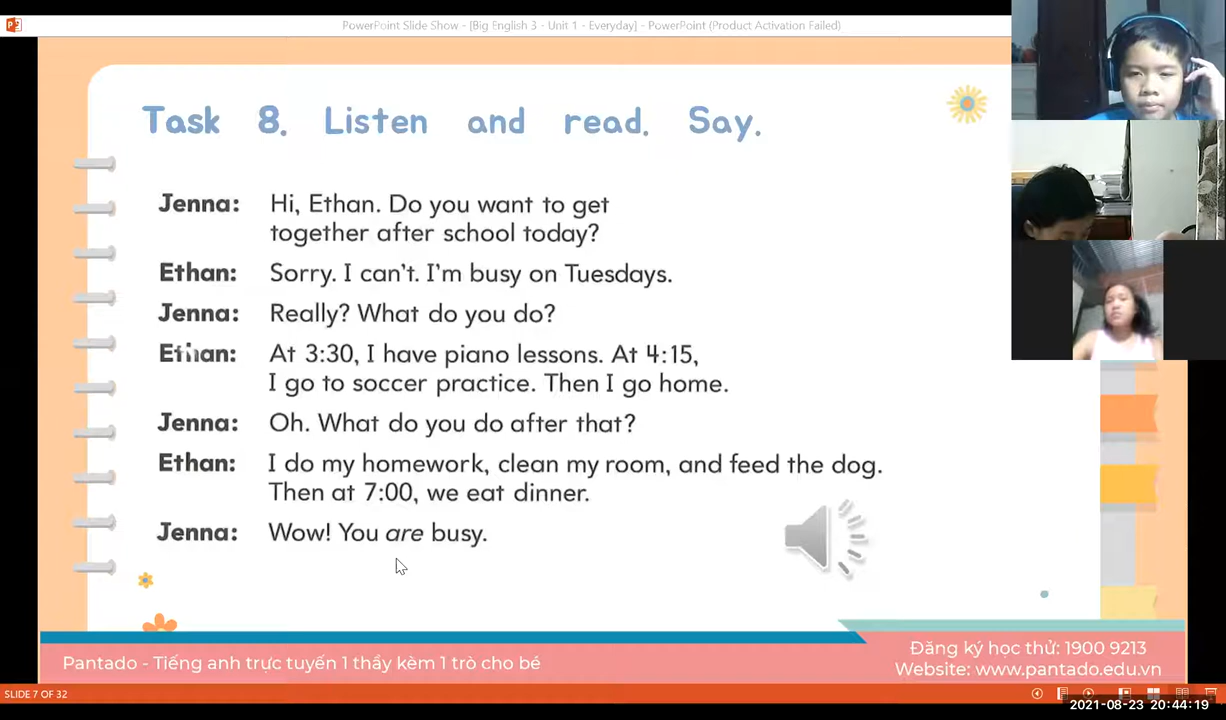 PowerPoint Slide Show - [Big English 3 - Unit 1 - Everyday] - PowerPoint (Product Activation Failed)
Task 8. Listen and read. Say.
Jenna: Hi, Ethan. Do you want to get
together after school today?
Ethan: Sorry. I can't. I'm busy on Tuesdays.
Jenna: Really? What do you do?
Ethan: At 3:30, I have piano lessons. At 4:15,
I go to soccer practice. Then I go home.
Jenna: Oh. What do you do after that?
Ethan: I do my homework, clean my room, and feed the dog.
Then at 7:00, we eat dinner.
Jenna: Wow! You are busy.
Pantado - Tiếng anh trực tuyến 1 thầy kèm 1 trò cho bé
Đăng ký học thử: 1900 9213
Website: www.pantado.edu.vn
SLIDE 7 OF 32
2021-08-23 20:44:19